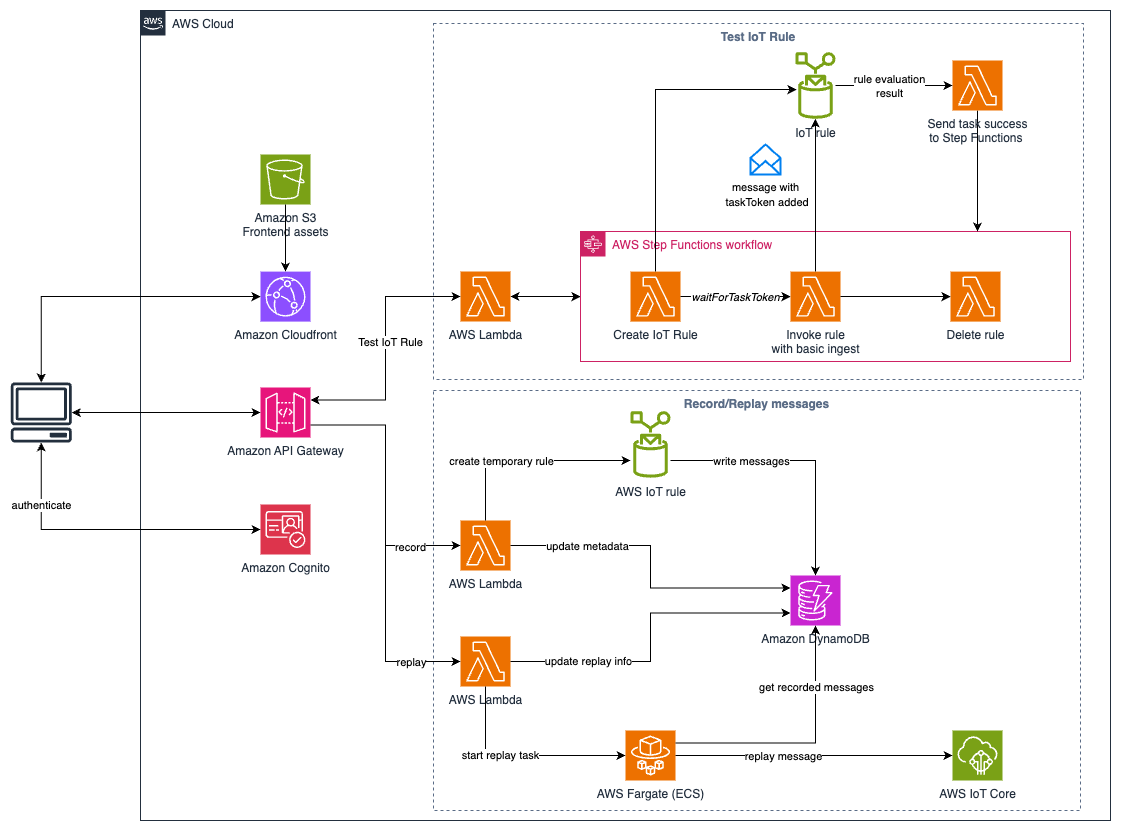 aws
AWS Cloud
Test IoT Rule
IoT rule
rule evaluation
result
Send task success
to Step Functions
message with
taskToken added
Amazon S3
Frontend assets
AWS Step Functions workflow
Amazon Cloudfront
Test IoT Rule
AWS Lambda
Create IoT Rule
waitForTaskToken
Invoke rule
with basic ingest
Delete rule
Record/Replay messages
Amazon API Gateway
create temporary rule
write messages
AWS IoT rule
authenticate
Amazon Cognito
record
AWS Lambda
update metadata
Amazon DynamoDB
replay
AWS Lambda
update replay info
get recorded messages
start replay task
replay message
AWS Fargate (ECS)
AWS IoT Core